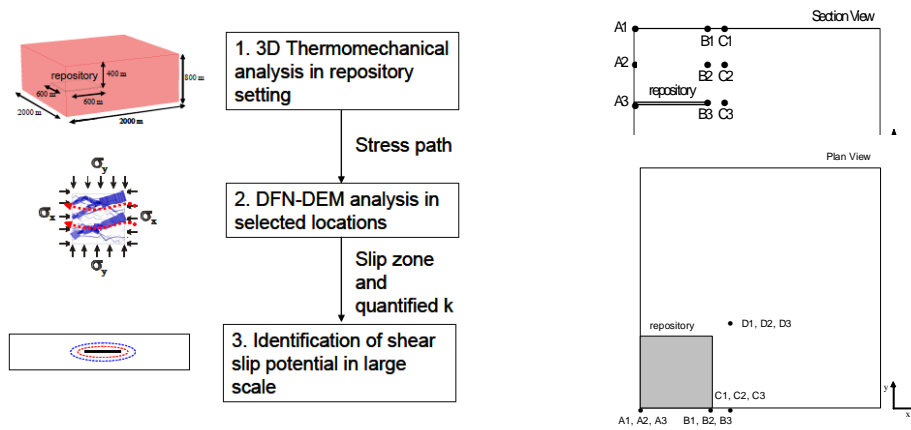 repository
400 m
800 m
600 m
600 m
2000 m
2000 m
1. 3D Thermomechanical
analysis in repository
setting
Stress path
σy
σx
σx
σy
2. DFN-DEM analysis in
selected locations
Slip zone
and
quantified k
3. Identification of shear
slip potential in large
scale
Section View
A1
B1 C1
A2
B2 C2
repository
A3
B3 C3
Plan View
D1, D2, D3
repository
C1, C2, C3
A1, A2, A3
B1, B2, B3
y
x